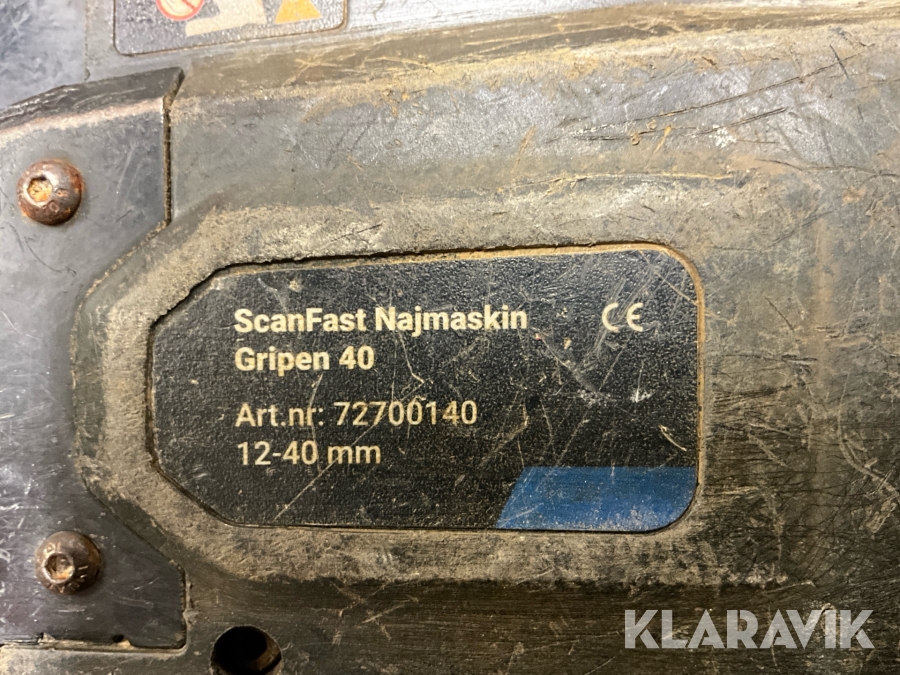 ScanFast Najmaskin CE
Gripen 40
Art.nr: 72700140
12-40 mm
KLARAVIK